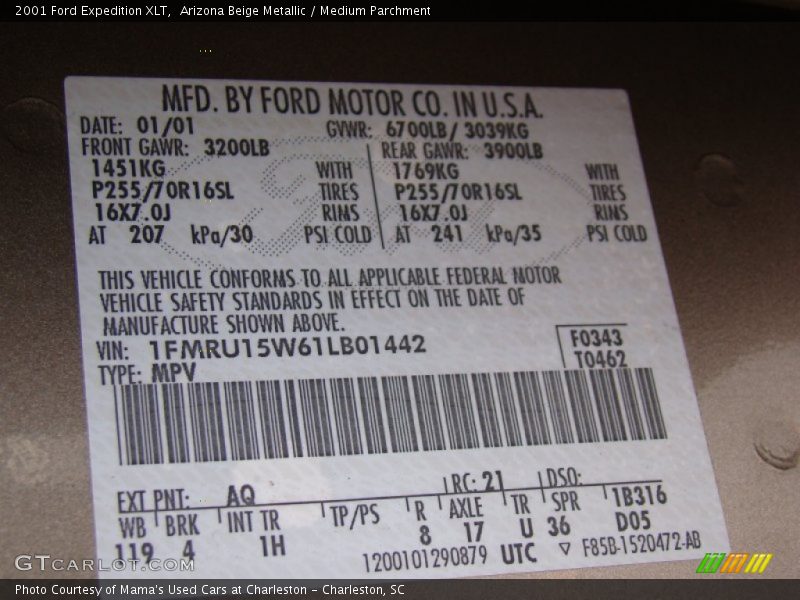 2001 Ford Expedition XLT,  Arizona Beige Metallic / Medium Parchment
MFD. BY FORD MOTOR CO. IN U.S.A.
DATE: 01/01 GVWR: 6700LB/ 3039KG
FRONT GAWR: 3200LB REAR GAWR: 3900LB
1451KG WITH 1769KG WITH
P255/70R16SL TIRES P255/70R16SL TIRES
16X7.0J RIMS 16X7.0J RIMS
AT 207 kPa/30 PSI COLD AT 241 kPa/35 PSI COLD
THIS VEHICLE CONFORMS TO ALL APPLICABLE FEDERAL MOTOR
VEHICLE SAFETY STANDARDS IN EFFECT ON THE DATE OF
MANUFACTURE SHOWN ABOVE.
VIN: 1FMRU15W61LB01442 F0343
TYPE: MPV T0462
EXT PNT: AQ RC: 21 DSO:
WB BRK INT TR TP/PS R AXLE TR SPR 1B316
119 4 1H 8 17 U 36 D05
1200101290879 UTC ▽ F85B-1520472-AB
GTCARLOT.COM
Photo Courtesy of Mama's Used Cars at Charleston - Charleston, SC